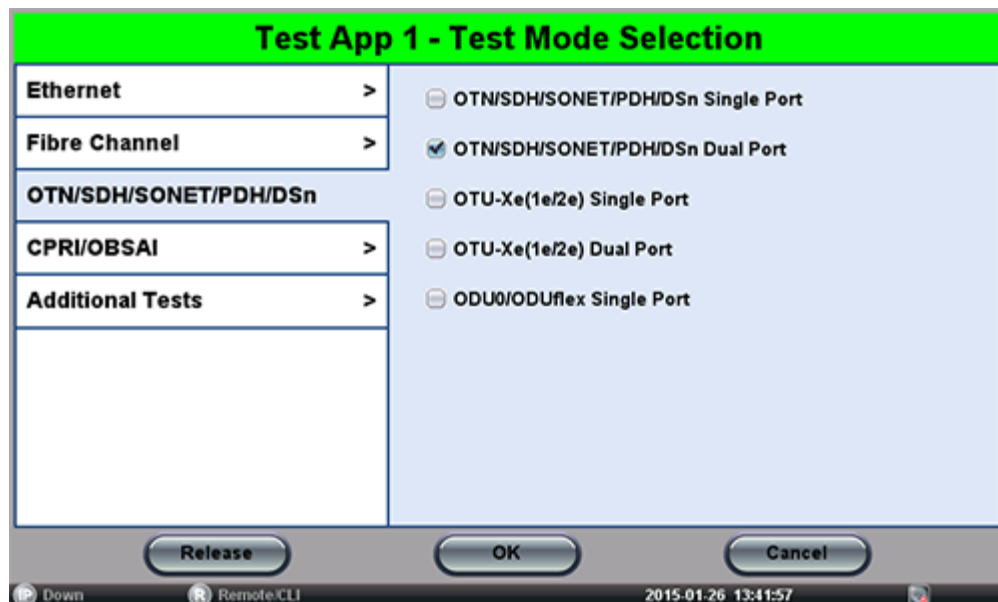 Test App 1 - Test Mode Selection
Ethernet >
Fibre Channel >
OTN/SDH/SONET/PDH/DSn
CPRI/OBSAI >
Additional Tests >
OTN/SDH/SONET/PDH/DSn Single Port
OTN/SDH/SONET/PDH/DSn Dual Port
OTU-Xe(1e/2e) Single Port
OTU-Xe(1e/2e) Dual Port
ODU0/ODUflex Single Port
Release OK Cancel
IP Down R Remote/CLI 2015-01-26 13:41:57